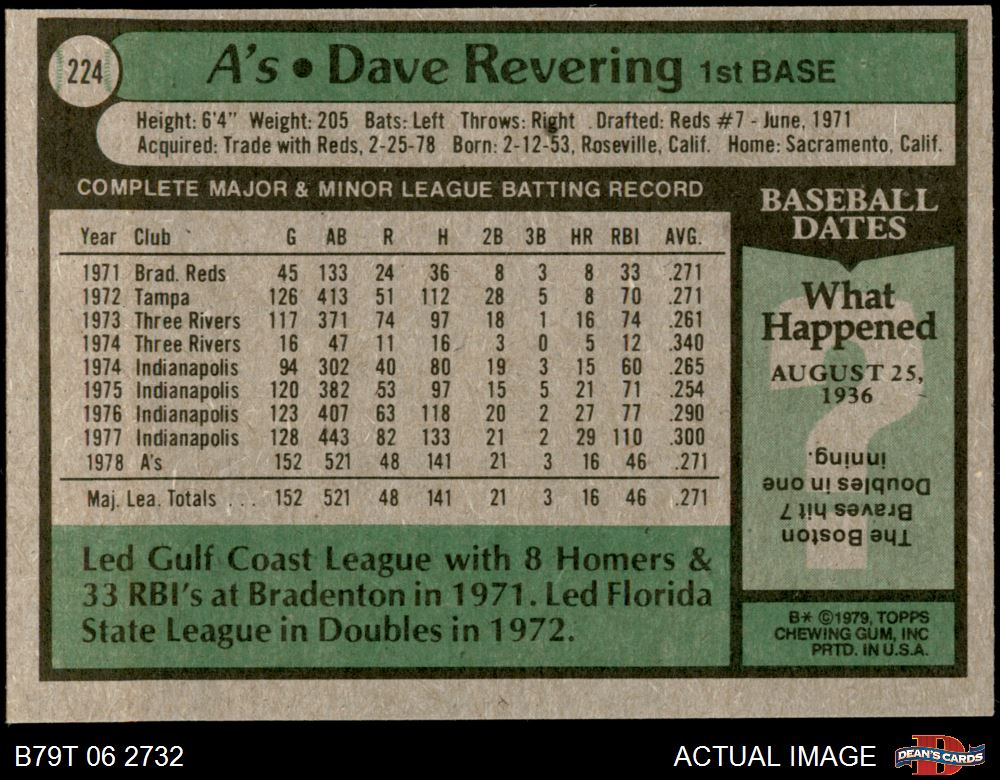 224
A's • Dave Revering 1st BASE
Height: 6'4" Weight: 205 Bats: Left Throws: Right Drafted: Reds #7 - June, 1971
Acquired: Trade with Reds, 2-25-78 Born: 2-12-53, Roseville, Calif. Home: Sacramento, Calif.
COMPLETE MAJOR & MINOR LEAGUE BATTING RECORD
Year Club G AB R H 2B 3B HR RBI AVG.
1971 Brad. Reds 45 133 24 36 8 3 8 33 .271
1972 Tampa 126 413 51 112 28 5 8 70 .271
1973 Three Rivers 117 371 74 97 18 1 16 74 .261
1974 Three Rivers 16 47 11 16 3 0 5 12 .340
1974 Indianapolis 94 302 40 80 19 3 15 60 .265
1975 Indianapolis 120 382 53 97 15 5 21 71 .254
1976 Indianapolis 123 407 63 118 20 2 27 77 .290
1977 Indianapolis 128 443 82 133 21 2 29 110 .300
1978 A's 152 521 48 141 21 3 16 46 .271
Maj. Lea. Totals . . . 152 521 48 141 21 3 16 46 .271
Led Gulf Coast League with 8 Homers &
33 RBI's at Bradenton in 1971. Led Florida
State League in Doubles in 1972.
BASEBALL
DATES
What
Happened
AUGUST 25,
1936
?
The Boston
Braves hit 7
Doubles in one
inning.
B* ©1979, TOPPS
CHEWING GUM, INC
PRTD. IN U.S.A.
B79T 06 2732
ACTUAL IMAGE
DEAN'S CARDS